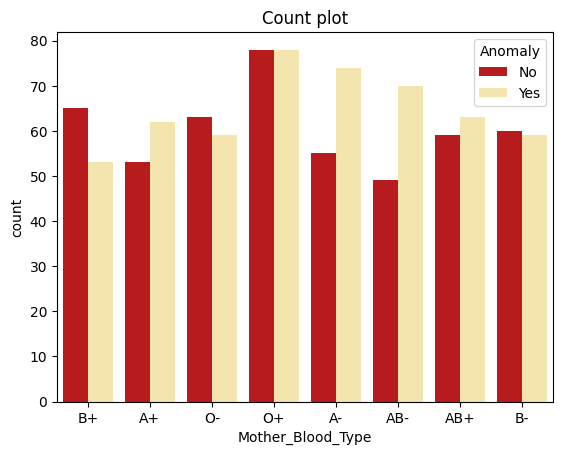 Count plot
Anomaly
No
Yes
80
70
60
50
40
30
20
10
0
count
B+ A+ O- O+ A- AB- AB+ B-
Mother_Blood_Type